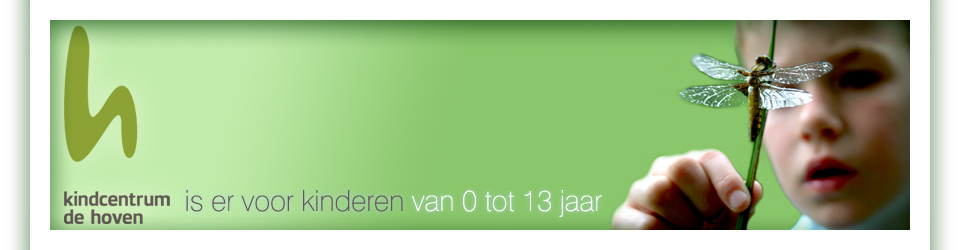 kindcentrum
de hoven
is er voor kinderen van 0 tot 13 jaar